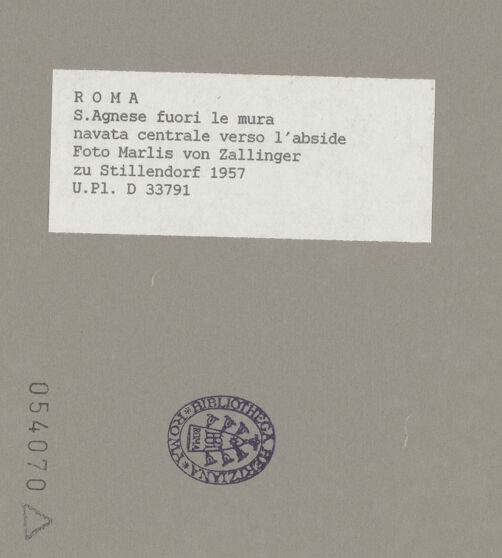 R O M A
S.Agnese fuori le mura
navata centrale verso l'abside
Foto Marlis von Zallinger
zu Stillendorf 1957
U.Pl. D 33791
054070
BIBLIOTHECA HERTZIANA * ROMA *
ROMA